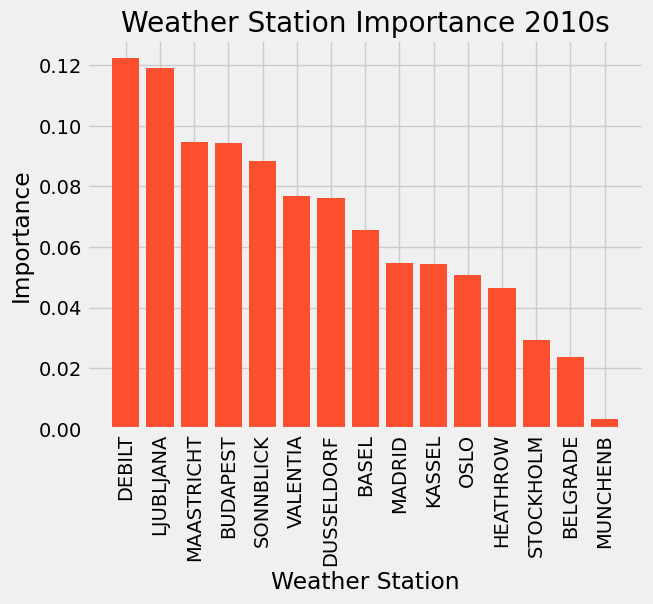 Weather Station Importance 2010s
Importance
0.12
0.10
0.08
0.06
0.04
0.02
0.00
DEBILT
LJUBLJANA
MAASTRICHT
BUDAPEST
SONNBLICK
VALENTIA
DUSSELDORF
BASEL
MADRID
KASSEL
OSLO
HEATHROW
STOCKHOLM
BELGRADE
MUNCHENB
Weather Station